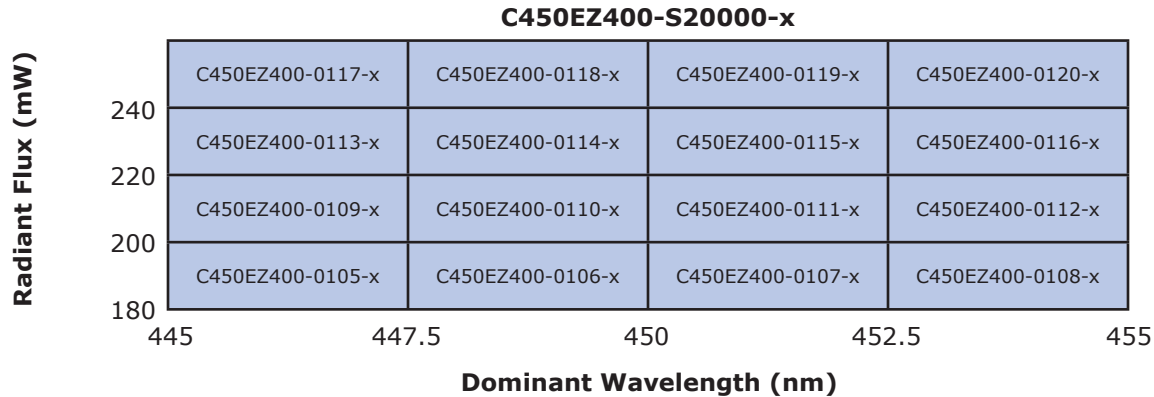 C450EZ400-S20000-x
Radiant Flux (mW)
C450EZ400-0117-x C450EZ400-0118-x C450EZ400-0119-x C450EZ400-0120-x
240
C450EZ400-0113-x C450EZ400-0114-x C450EZ400-0115-x C450EZ400-0116-x
220
C450EZ400-0109-x C450EZ400-0110-x C450EZ400-0111-x C450EZ400-0112-x
200
C450EZ400-0105-x C450EZ400-0106-x C450EZ400-0107-x C450EZ400-0108-x
180
445 447.5 450 452.5 455
Dominant Wavelength (nm)